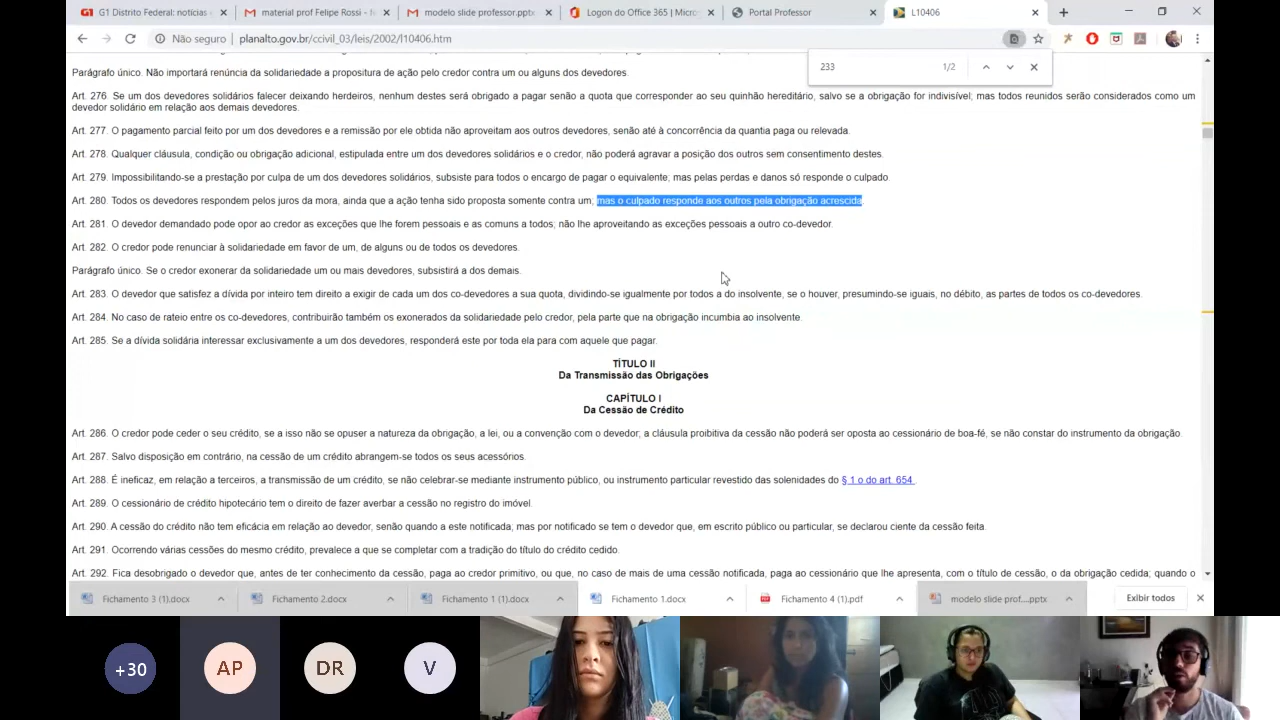 G1 Distrito Federal: notícias
material prof Felipe Rossi -
modelo slide professor.pptx
Logon do Office 365 | Micro
Portal Professor
L10406
Não seguro | planalto.gov.br/ccivil_03/leis/2002/l10406.htm
233 1/2
Parágrafo único. Não importará renúncia da solidariedade a propositura de ação pelo credor contra um ou alguns dos devedores.
Art. 276. Se um dos devedores solidários falecer deixando herdeiros, nenhum destes será obrigado a pagar senão a quota que corresponder ao seu quinhão hereditário, salvo se a obrigação for indivisível; mas todos reunidos serão considerados como um
devedor solidário em relação aos demais devedores.
Art. 277. O pagamento parcial feito por um dos devedores e a remissão por ele obtida não aproveitam aos outros devedores, senão até à concorrência da quantia paga ou relevada.
Art. 278. Qualquer cláusula, condição ou obrigação adicional, estipulada entre um dos devedores solidários e o credor, não poderá agravar a posição dos outros sem consentimento destes.
Art. 279. Impossibilitando-se a prestação por culpa de um dos devedores solidários, subsiste para todos o encargo de pagar o equivalente; mas pelas perdas e danos só responde o culpado.
Art. 280. Todos os devedores respondem pelos juros da mora, ainda que a ação tenha sido proposta somente contra um; mas o culpado responde aos outros pela obrigação acrescida.
Art. 281. O devedor demandado pode opor ao credor as exceções que lhe forem pessoais e as comuns a todos; não lhe aproveitando as exceções pessoais a outro co-devedor.
Art. 282. O credor pode renunciar à solidariedade em favor de um, de alguns ou de todos os devedores.
Parágrafo único. Se o credor exonerar da solidariedade um ou mais devedores, subsistirá a dos demais.
Art. 283. O devedor que satisfez a dívida por inteiro tem direito a exigir de cada um dos co-devedores a sua quota, dividindo-se igualmente por todos a do insolvente, se o houver, presumindo-se iguais, no débito, as partes de todos os co-devedores.
Art. 284. No caso de rateio entre os co-devedores, contribuirão também os exonerados da solidariedade pelo credor, pela parte que na obrigação incumbia ao insolvente.
Art. 285. Se a dívida solidária interessar exclusivamente a um dos devedores, responderá este por toda ela para com aquele que pagar.
TÍTULO II
Da Transmissão das Obrigações
CAPÍTULO I
Da Cessão de Crédito
Art. 286. O credor pode ceder o seu crédito, se a isso não se opuser a natureza da obrigação, a lei, ou a convenção com o devedor; a cláusula proibitiva da cessão não poderá ser oposta ao cessionário de boa-fé, se não constar do instrumento da obrigação.
Art. 287. Salvo disposição em contrário, na cessão de um crédito abrangem-se todos os seus acessórios.
Art. 288. É ineficaz, em relação a terceiros, a transmissão de um crédito, se não celebrar-se mediante instrumento público, ou instrumento particular revestido das solenidades do § 1 o do art. 654 .
Art. 289. O cessionário de crédito hipotecário tem o direito de fazer averbar a cessão no registro do imóvel.
Art. 290. A cessão do crédito não tem eficácia em relação ao devedor, senão quando a este notificada; mas por notificado se tem o devedor que, em escrito público ou particular, se declarou ciente da cessão feita.
Art. 291. Ocorrendo várias cessões do mesmo crédito, prevalece a que se completar com a tradição do título do crédito cedido.
Art. 292. Fica desobrigado o devedor que, antes de ter conhecimento da cessão, paga ao credor primitivo, ou que, no caso de mais de uma cessão notificada, paga ao cessionário que lhe apresenta, com o título de cessão, o da obrigação cedida; quando o
Fichamento 3 (1).docx
Fichamento 2.docx
Fichamento 1 (1).docx
Fichamento 1.docx
Fichamento 4 (1).pdf
modelo slide prof....pptx
Exibir todos
+30
AP
DR
V